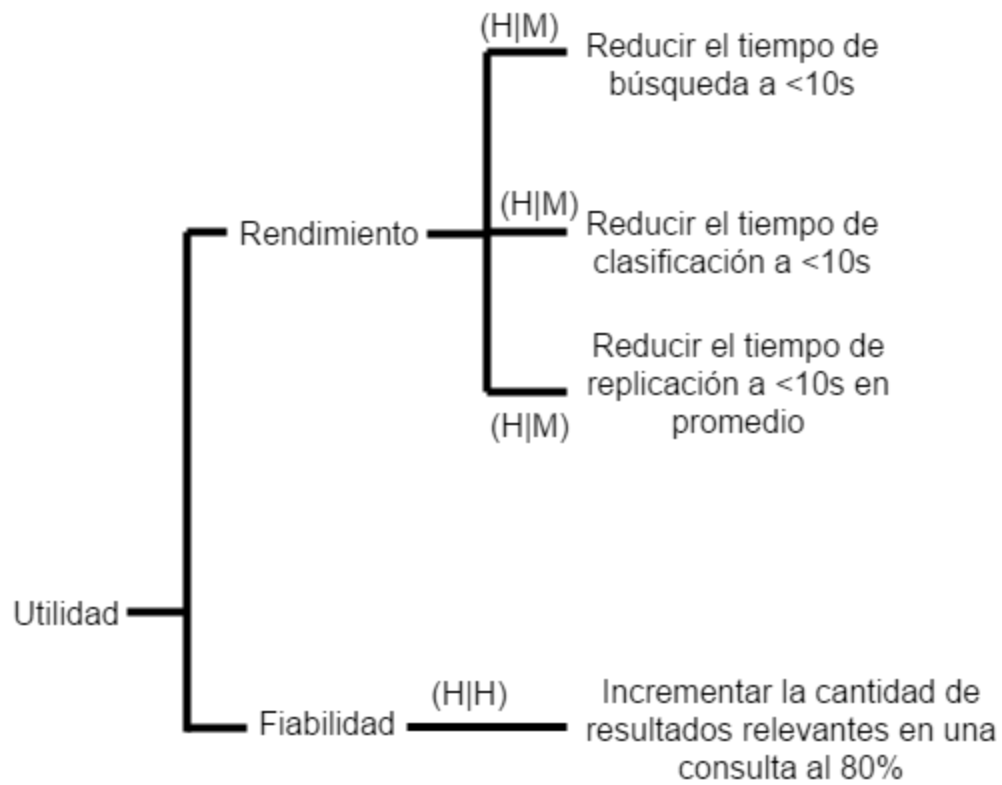 (H|M)
Reducir el tiempo de
búsqueda a <10s
(H|M)
Reducir el tiempo de
clasificación a <10s
Rendimiento
Reducir el tiempo de
replicación a <10s en
promedio
(H|M)
Utilidad
(H|H)
Fiabilidad
Incrementar la cantidad de
resultados relevantes en una
consulta al 80%